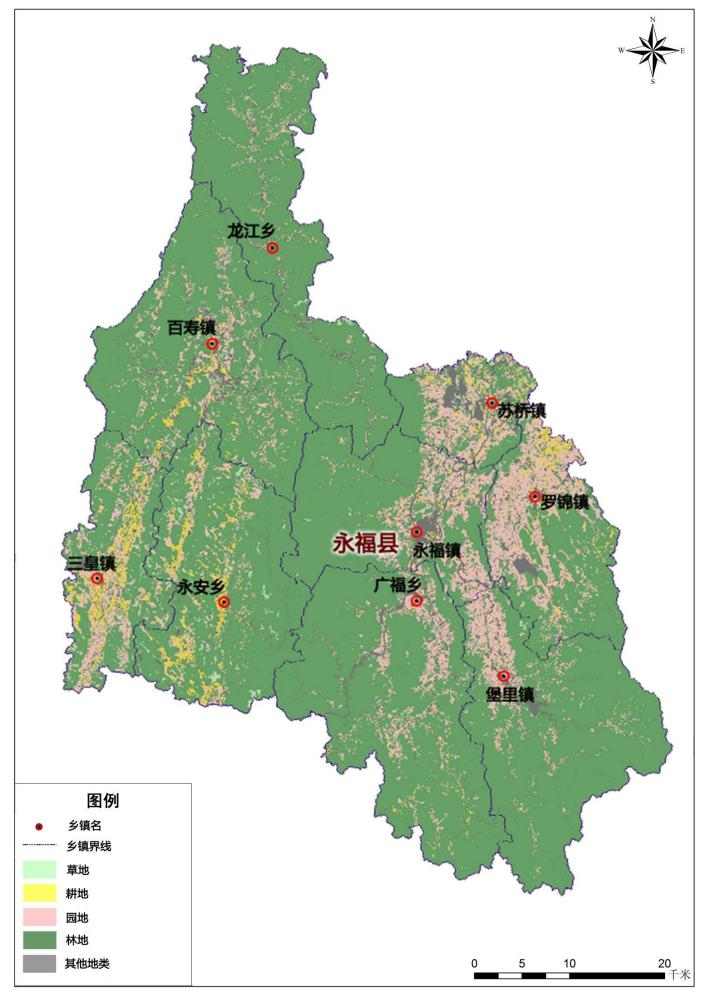 N
W E
S
龙江乡
百寿镇
苏桥镇
罗锦镇
永福县
永福镇
三皇镇
永安乡
广福乡
堡里镇
图例
乡镇名
乡镇界线
草地
耕地
园地
林地
其他地类
0 5 10 20
千米